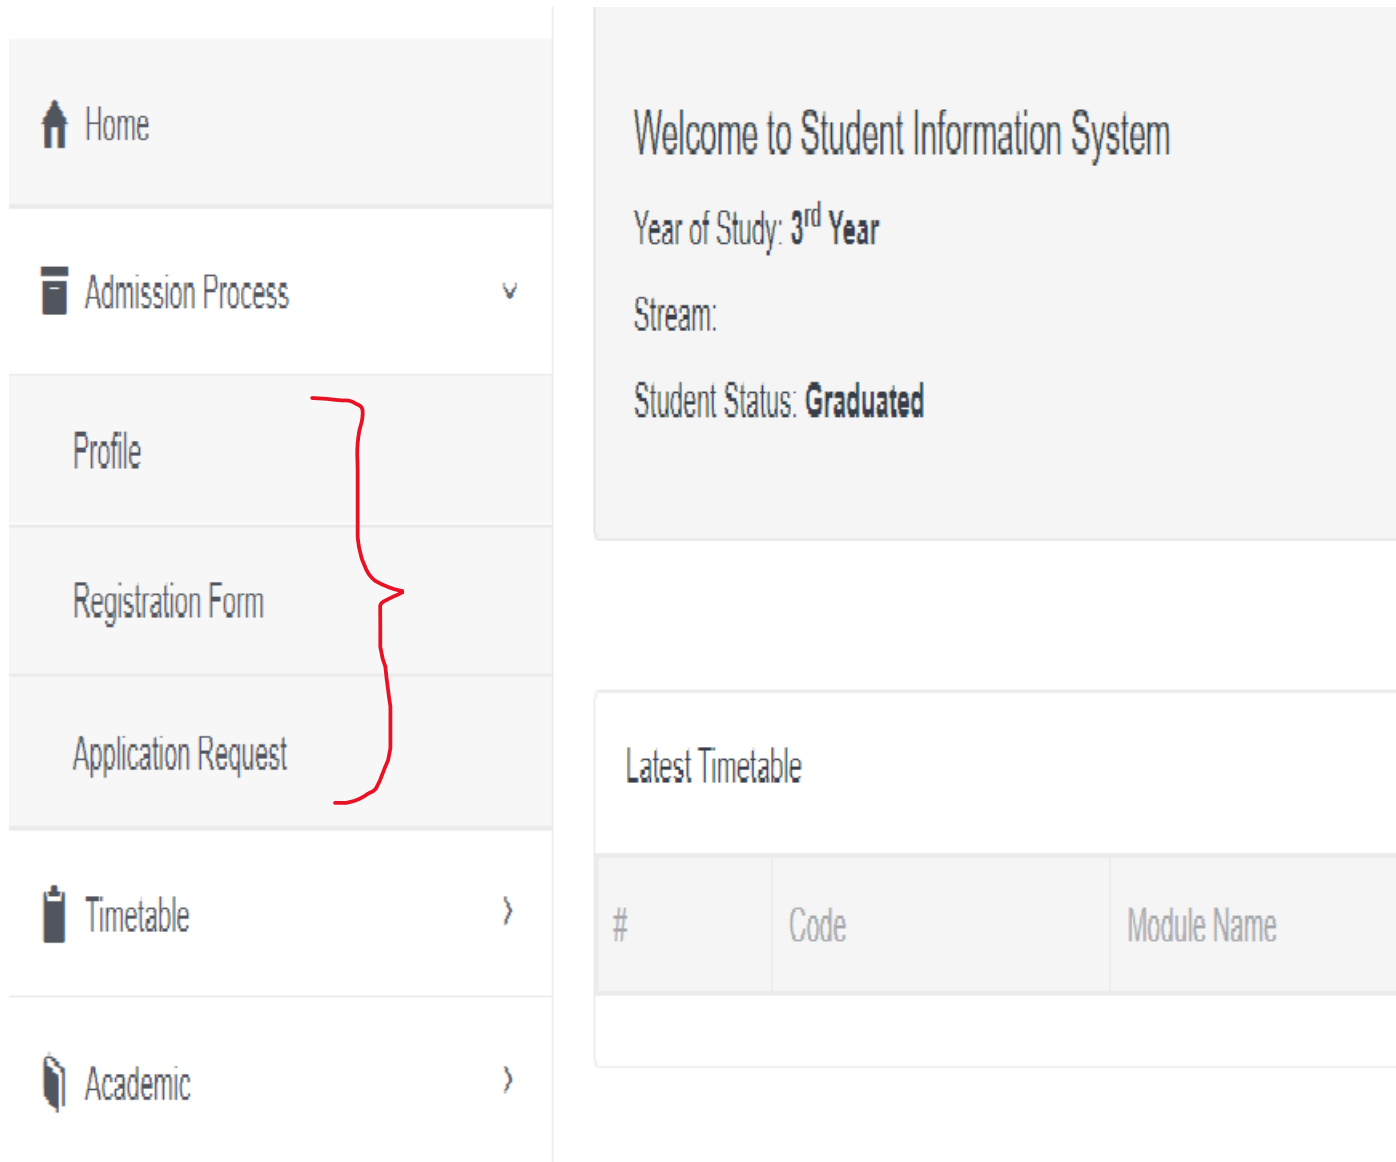 Home
Admission Process
Profile
Registration Form
Application Request
Timetable
Academic
Welcome to Student Information System
Year of Study: 3rd Year
Stream:
Student Status: Graduated
Latest Timetable
# Code Module Name